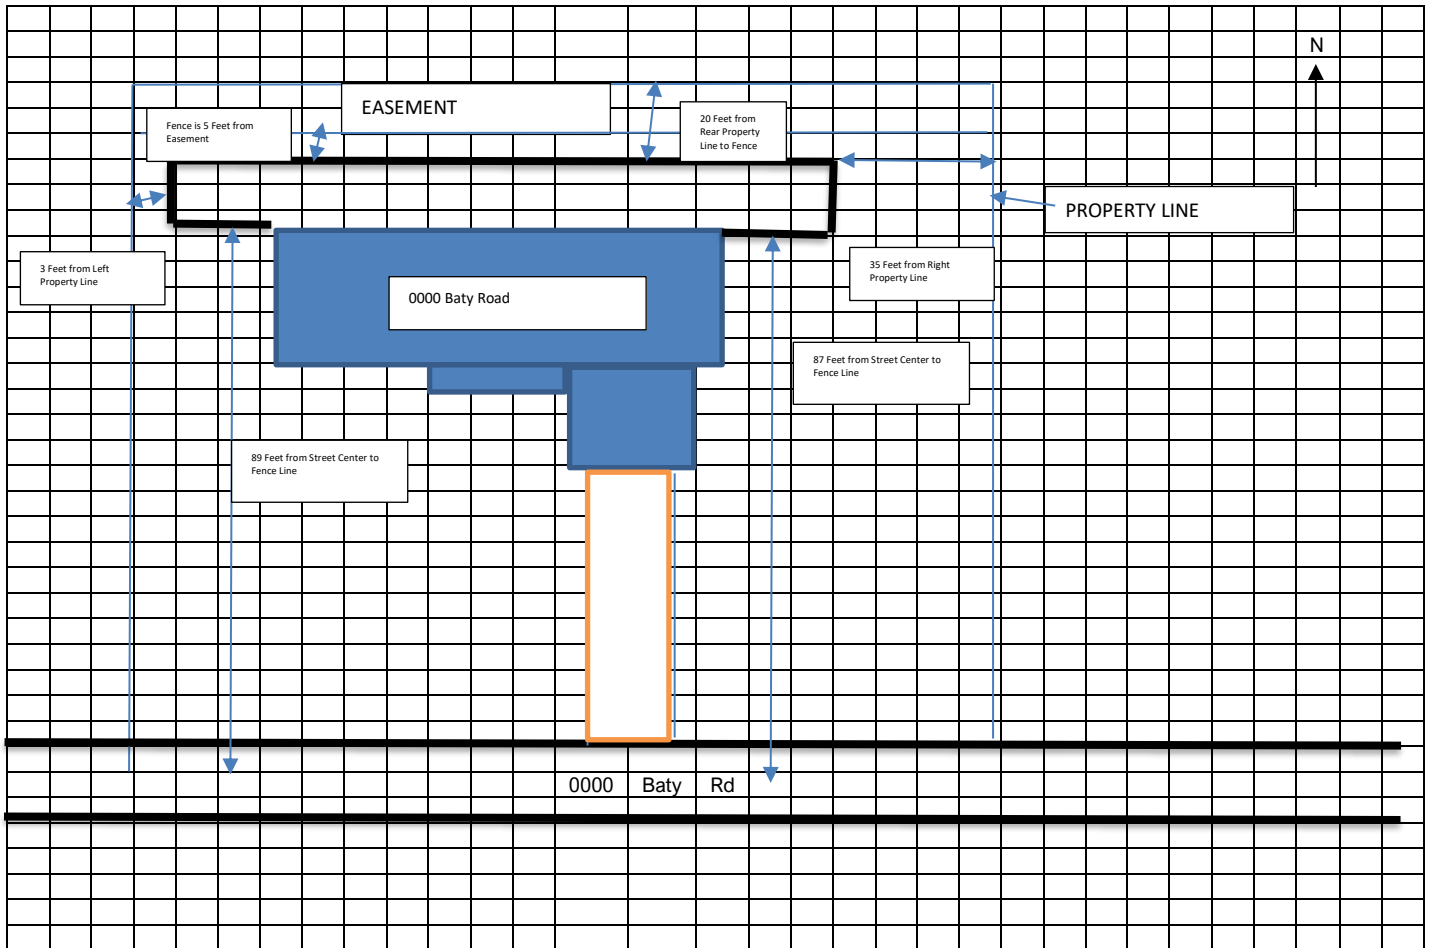 N
EASEMENT
Fence is 5 Feet from
Easement
20 Feet from
Rear Property
Line to Fence
PROPERTY LINE
3 Feet from Left
Property Line
35 Feet from Right
Property Line
0000 Baty Road
87 Feet from Street Center to
Fence Line
89 Feet from Street Center to
Fence Line
0000 Baty Rd